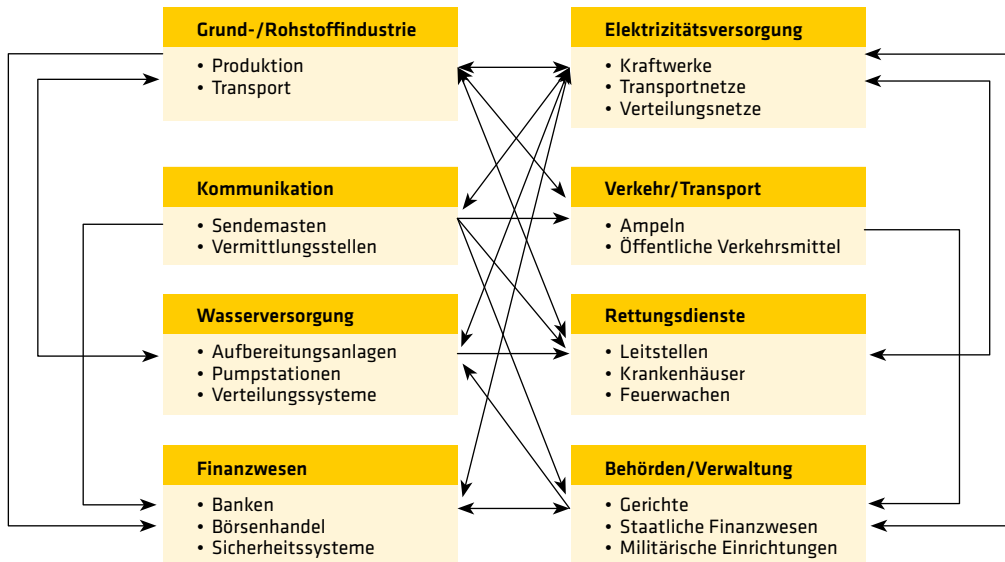 Grund-/Rohstoffindustrie
• Produktion
• Transport
Elektrizitätsversorgung
• Kraftwerke
• Transportnetze
• Verteilungsnetze
Kommunikation
• Sendemasten
• Vermittlungsstellen
Verkehr/Transport
• Ampeln
• Öffentliche Verkehrsmittel
Wasserversorgung
• Aufbereitungsanlagen
• Pumpstationen
• Verteilungssysteme
Rettungsdienste
• Leitstellen
• Krankenhäuser
• Feuerwachen
Finanzwesen
• Banken
• Börsenhandel
• Sicherheitssysteme
Behörden/Verwaltung
• Gerichte
• Staatliche Finanzwesen
• Militärische Einrichtungen